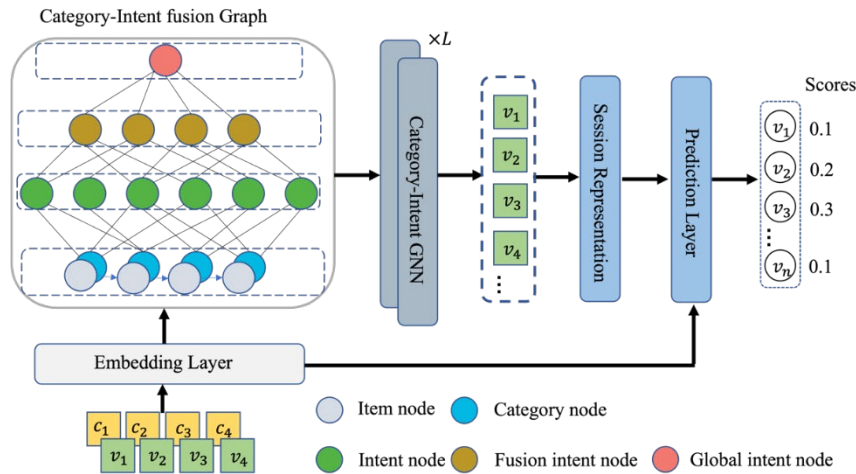 Category-Intent fusion Graph
×L
Category-Intent GNN
v1
v2
v3
v4
⋮
Session Representation
Prediction Layer
Scores
v1 0.1
v2 0.2
v3 0.3
⋮
vn 0.1
Embedding Layer
c1 c2 c3 c4
v1 v2 v3 v4
Item node
Category node
Intent node
Fusion intent node
Global intent node